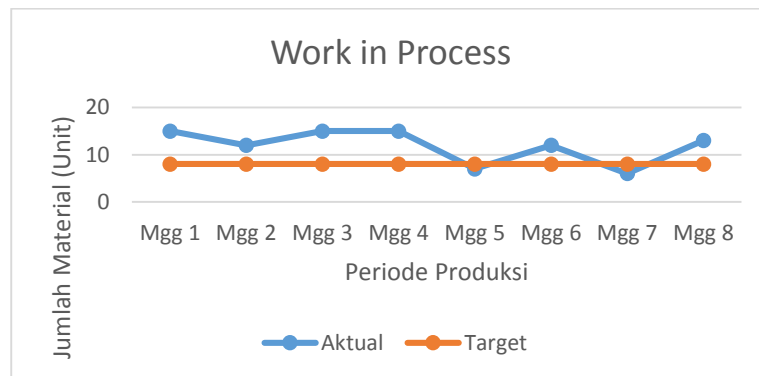 Work in Process
Jumlah Material (Unit)
20
10
0
Mgg 1 Mgg 2 Mgg 3 Mgg 4 Mgg 5 Mgg 6 Mgg 7 Mgg 8
Periode Produksi
Aktual Target